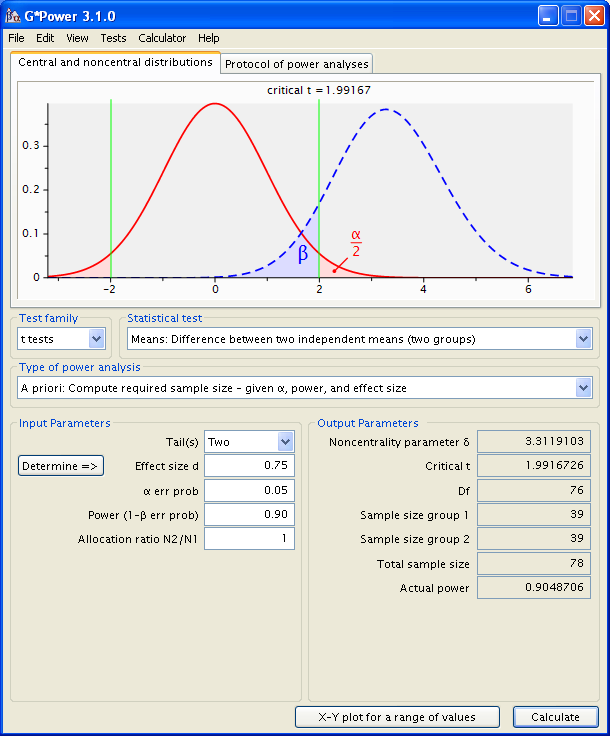 G*Power 3.1.0
File Edit View Tests Calculator Help
Central and noncentral distributions Protocol of power analyses
critical t = 1.99167
0.3
0.2
0.1
0
β
α
2
-2 0 2 4 6
Test family Statistical test
t tests Means: Difference between two independent means (two groups)
Type of power analysis
A priori: Compute required sample size – given α, power, and effect size
Input Parameters Output Parameters
Tail(s) Two Noncentrality parameter δ 3.3119103
Determine => Effect size d 0.75 Critical t 1.9916726
α err prob 0.05 Df 76
Power (1-β err prob) 0.90 Sample size group 1 39
Allocation ratio N2/N1 1 Sample size group 2 39
Total sample size 78
Actual power 0.9048706
X-Y plot for a range of values Calculate